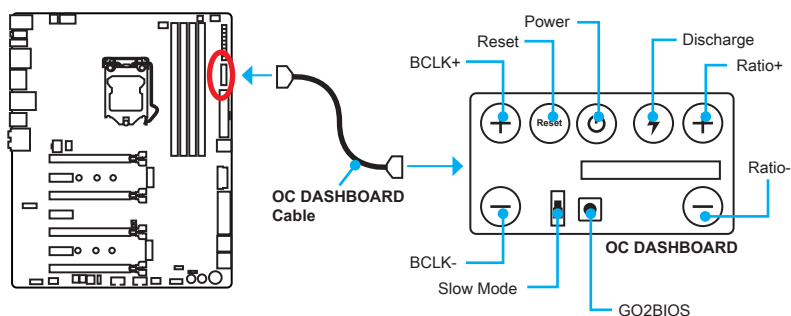 Power
Reset
Discharge
BCLK+
Ratio+
Reset
Ratio-
OC DASHBOARD
Cable
OC DASHBOARD
BCLK-
Slow Mode
GO2BIOS